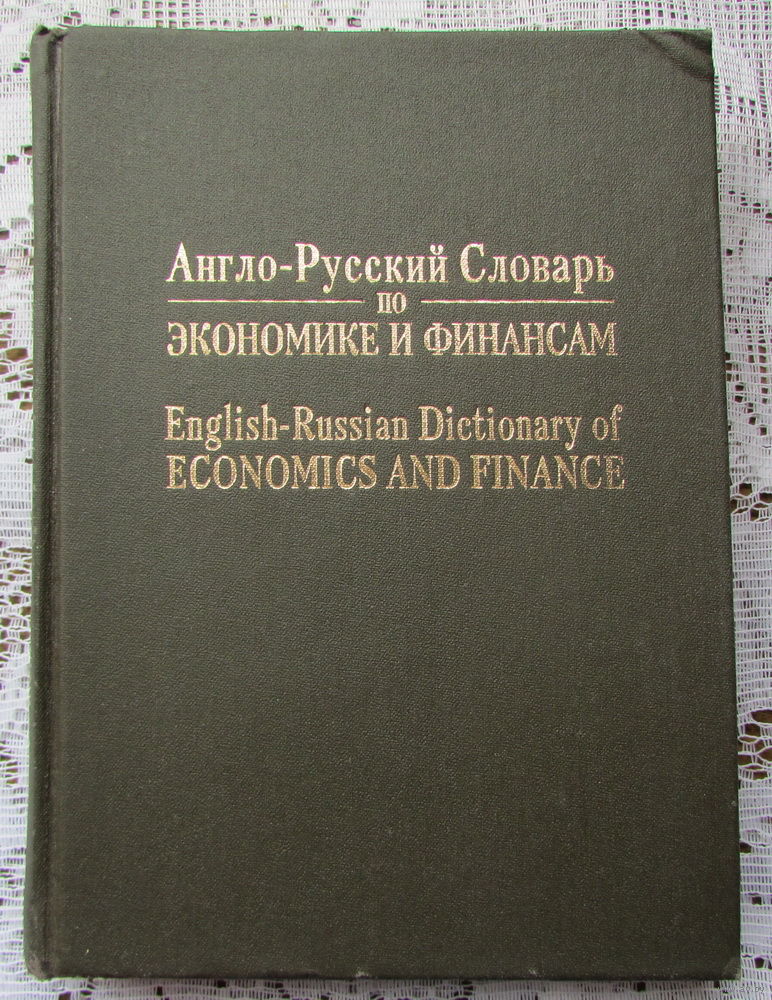 Англо-Русский Словарь
по
ЭКОНОМИКЕ И ФИНАНСАМ
English-Russian Dictionary of
ECONOMICS AND FINANCE